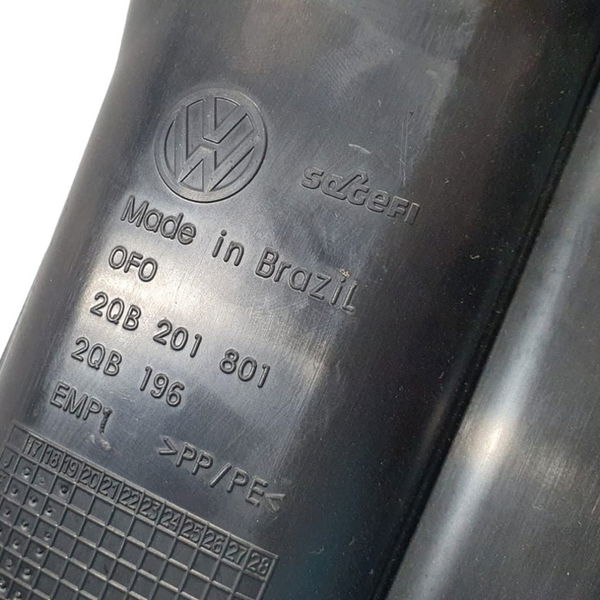 VW
SOGEFI
Made in BraZiL
OFO
2QB 201 801
2QB 196
EMP1
>PP/PE<
17 18 19 20 21 22 23 24 25 26 27 28
J